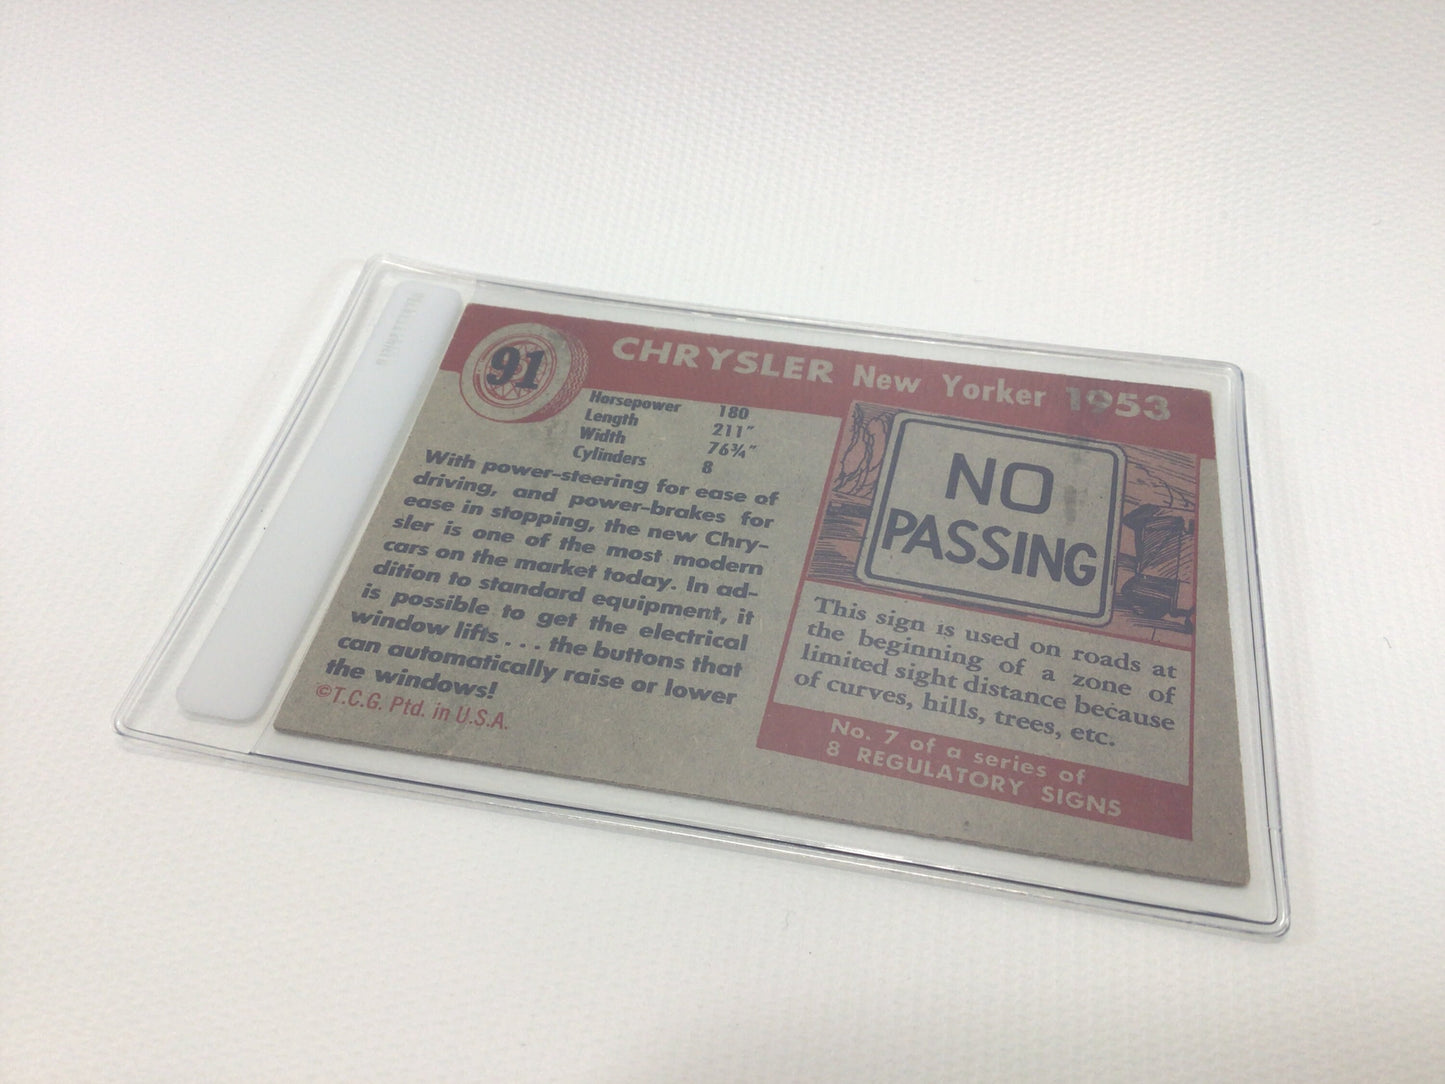 91
CHRYSLER New Yorker 1953
Horsepower 180
Length 211"
Width 76¾"
Cylinders 8
With power-steering for ease of
driving, and power-brakes for
ease in stopping, the new Chry-
sler is one of the most modern
cars on the market today. In ad-
dition to standard equipment, it
is possible to get the electrical
window lifts . . . the buttons that
can automatically raise or lower
the windows!
©T.C.G. Ptd. in U.S.A.
NO
PASSING
This sign is used on roads at
the beginning of a zone of
limited sight distance because
of curves, hills, trees, etc.
No. 7 of a series of
8 REGULATORY SIGNS